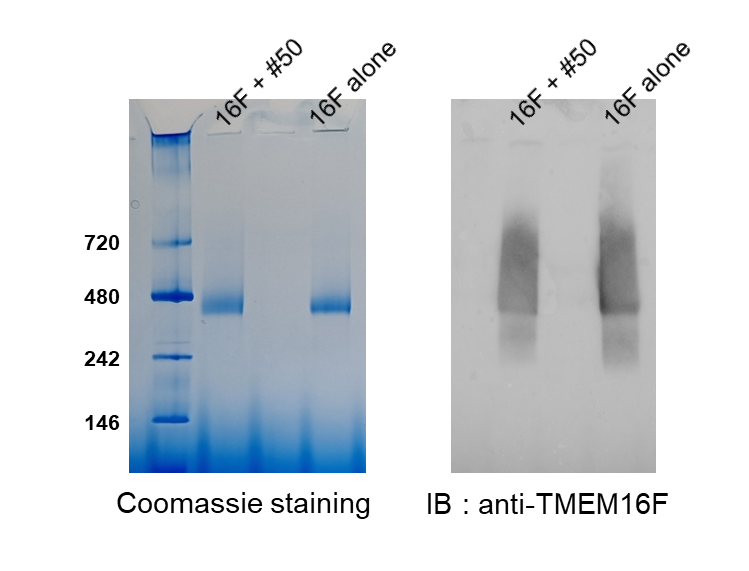 16F + #50
16F alone
16F + #50
16F alone
720
480
242
146
Coomassie staining
IB : anti-TMEM16F